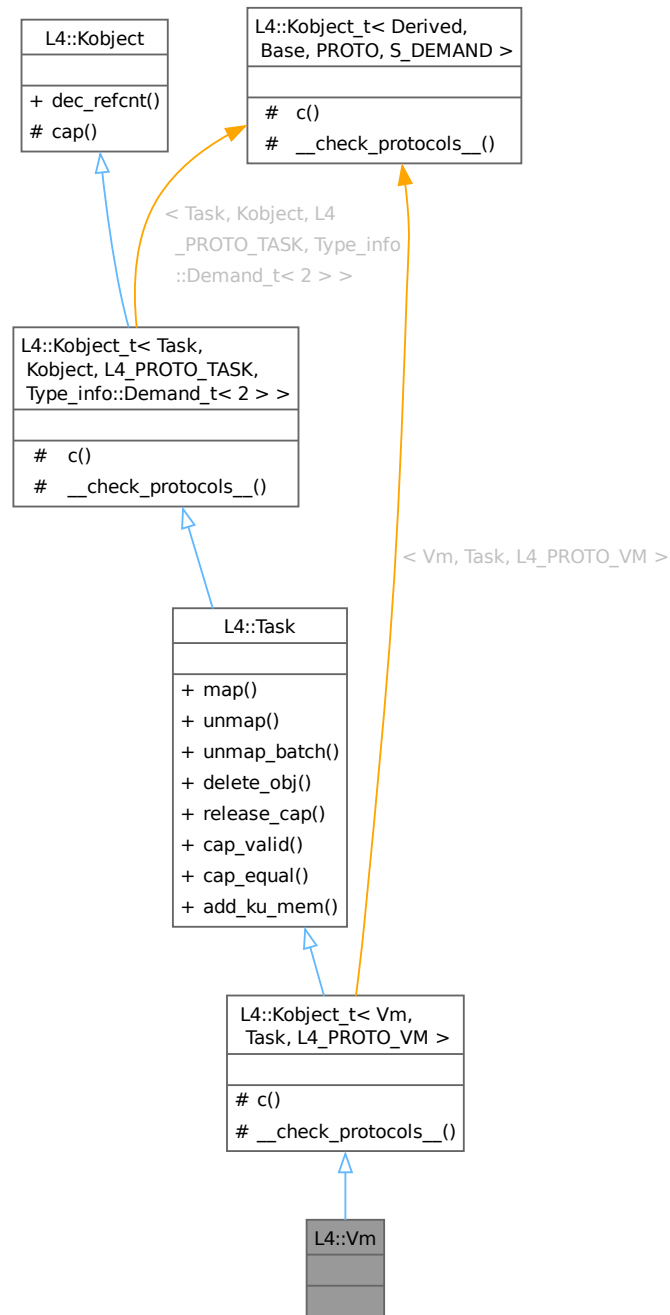 L4::Kobject
+ dec_refcnt()
# cap()
L4::Kobject_t< Derived,
Base, PROTO, S_DEMAND >
# c()
# __check_protocols__()
< Task, Kobject, L4
_PROTO_TASK, Type_info
::Demand_t< 2 > >
L4::Kobject_t< Task,
Kobject, L4_PROTO_TASK,
Type_info::Demand_t< 2 > >
# c()
# __check_protocols__()
< Vm, Task, L4_PROTO_VM >
L4::Task
+ map()
+ unmap()
+ unmap_batch()
+ delete_obj()
+ release_cap()
+ cap_valid()
+ cap_equal()
+ add_ku_mem()
L4::Kobject_t< Vm,
Task, L4_PROTO_VM >
# c()
# __check_protocols__()
L4::Vm